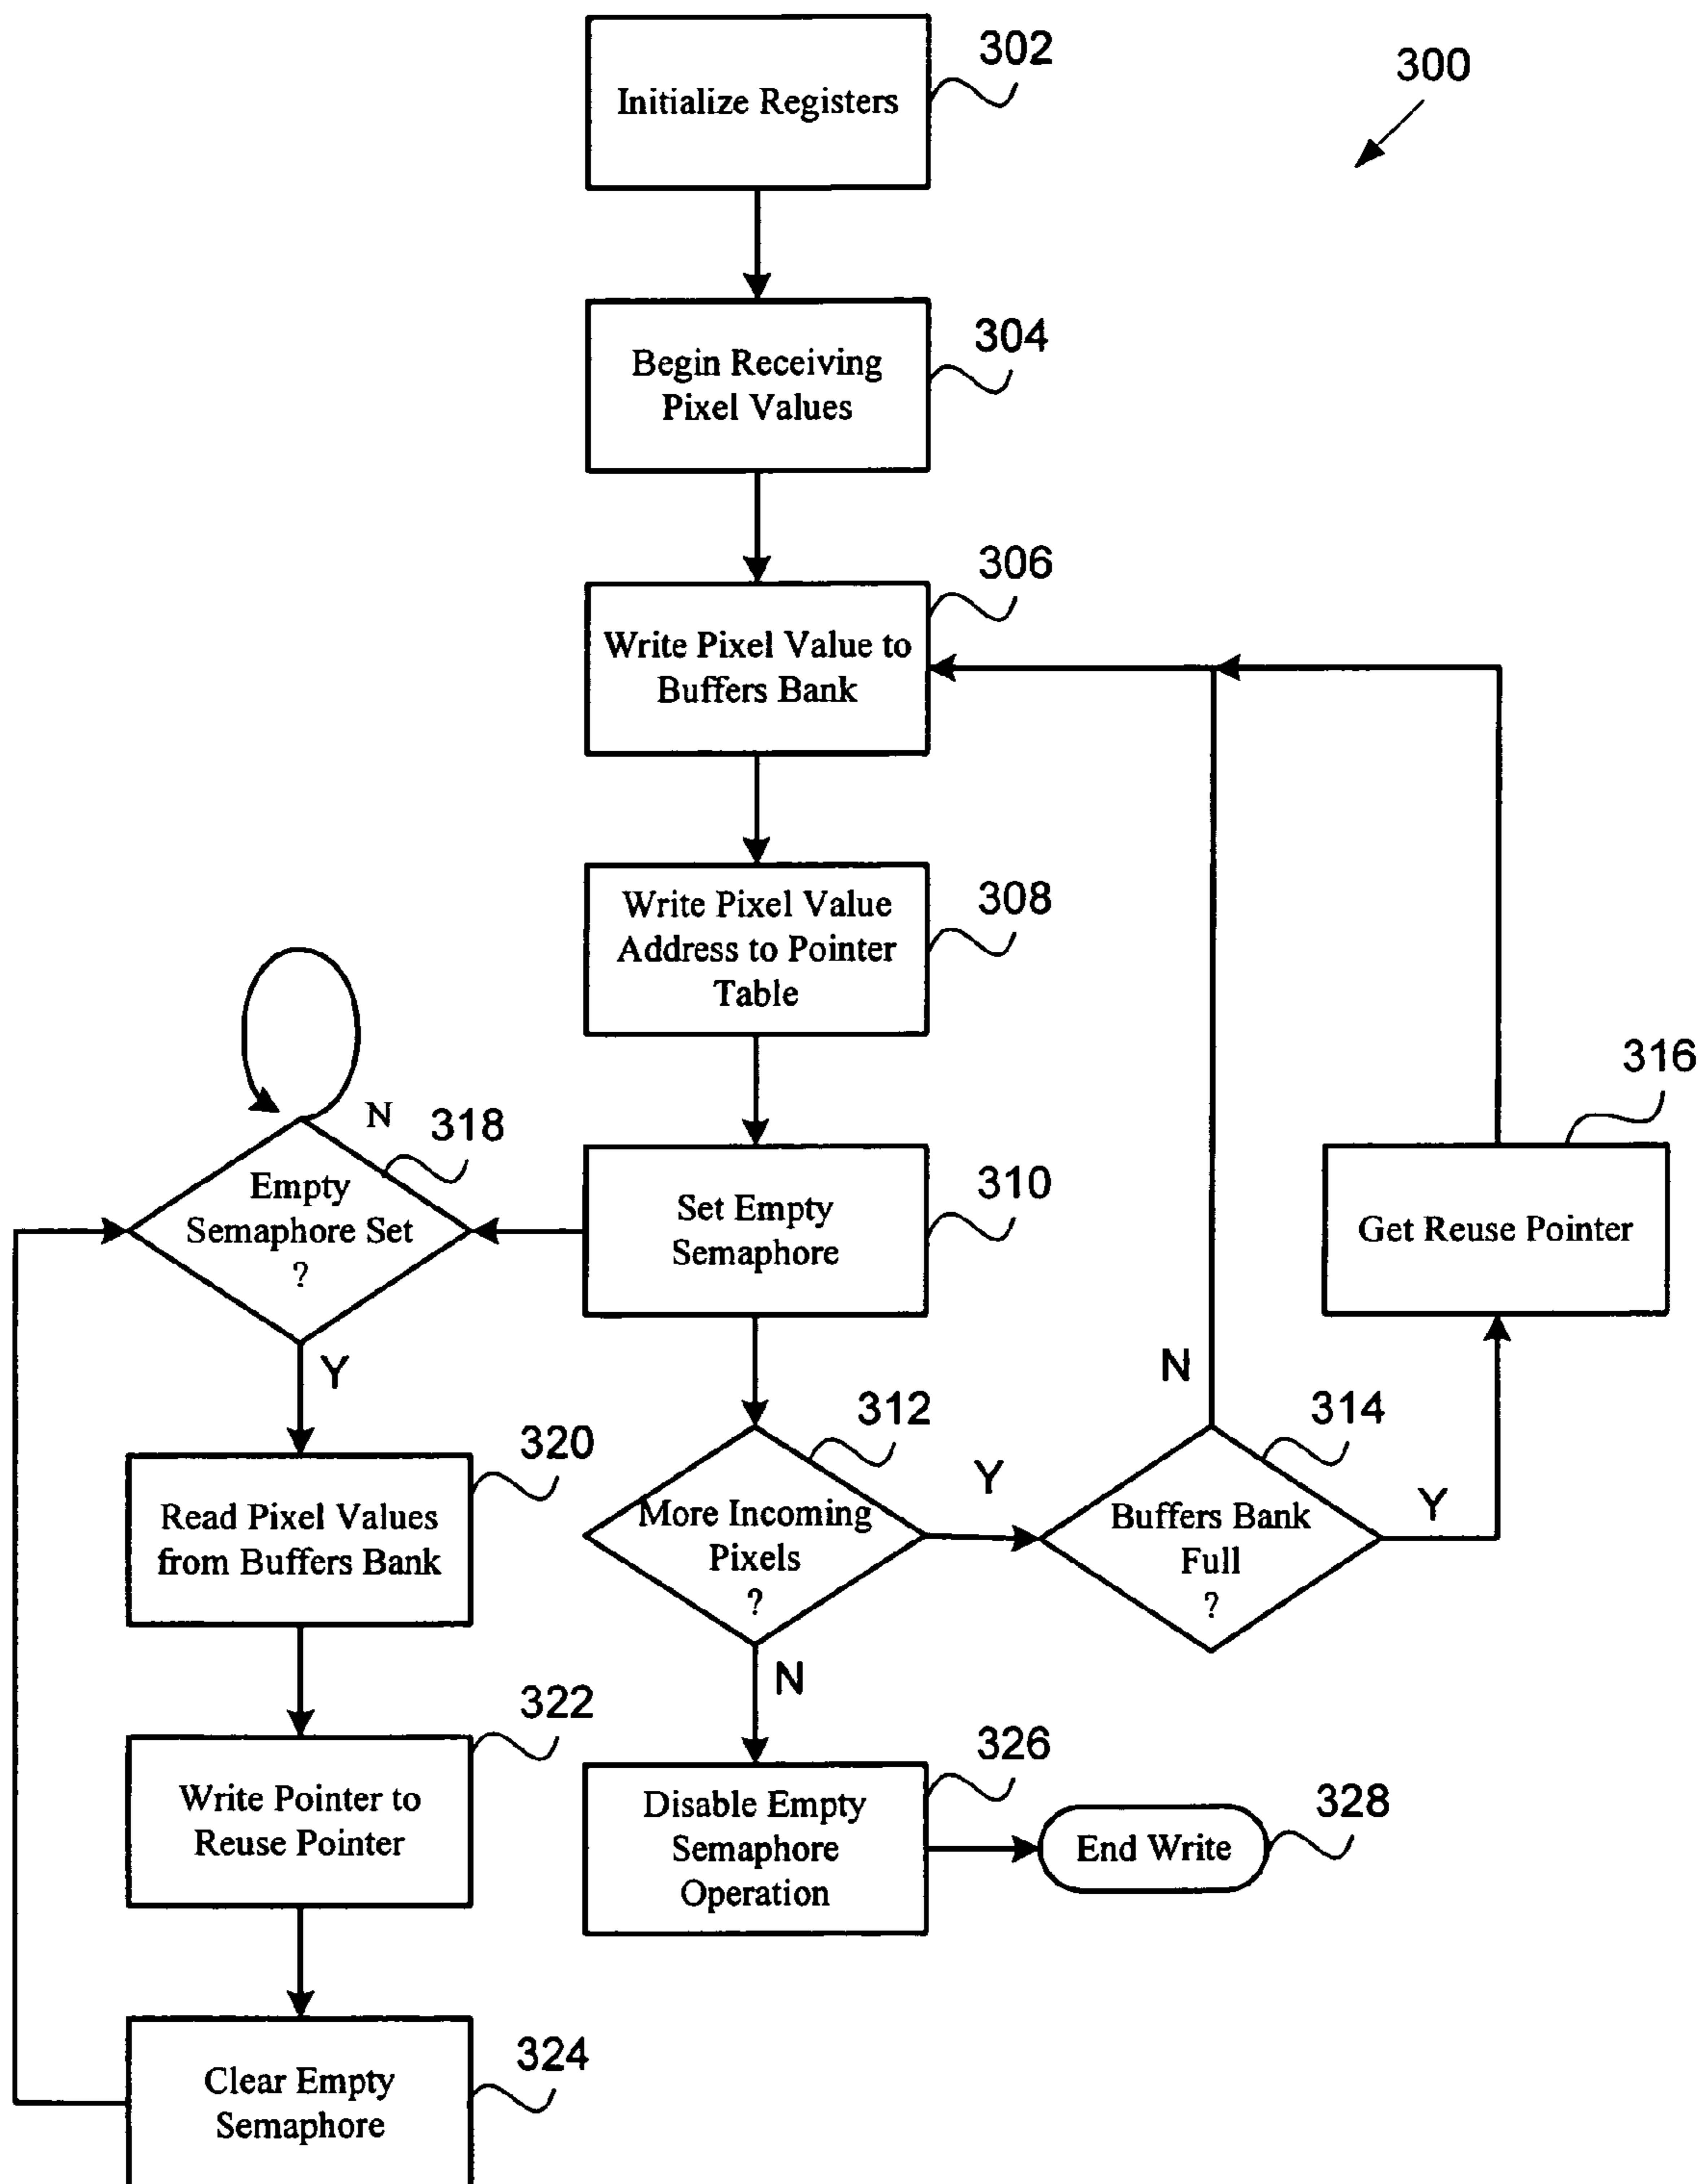 302
300
Initialize Registers
304
Begin Receiving
Pixel Values
306
Write Pixel Value to
Buffers Bank
308
Write Pixel Value
Address to Pointer
Table
316
Get Reuse Pointer
N
318
Empty
Semaphore Set
?
310
Set Empty
Semaphore
Y
N
312
More Incoming
Pixels
?
Y
314
Buffers Bank
Full
?
Y
320
Read Pixel Values
from Buffers Bank
N
322
Write Pointer to
Reuse Pointer
326
Disable Empty
Semaphore
Operation
328
End Write
324
Clear Empty
Semaphore